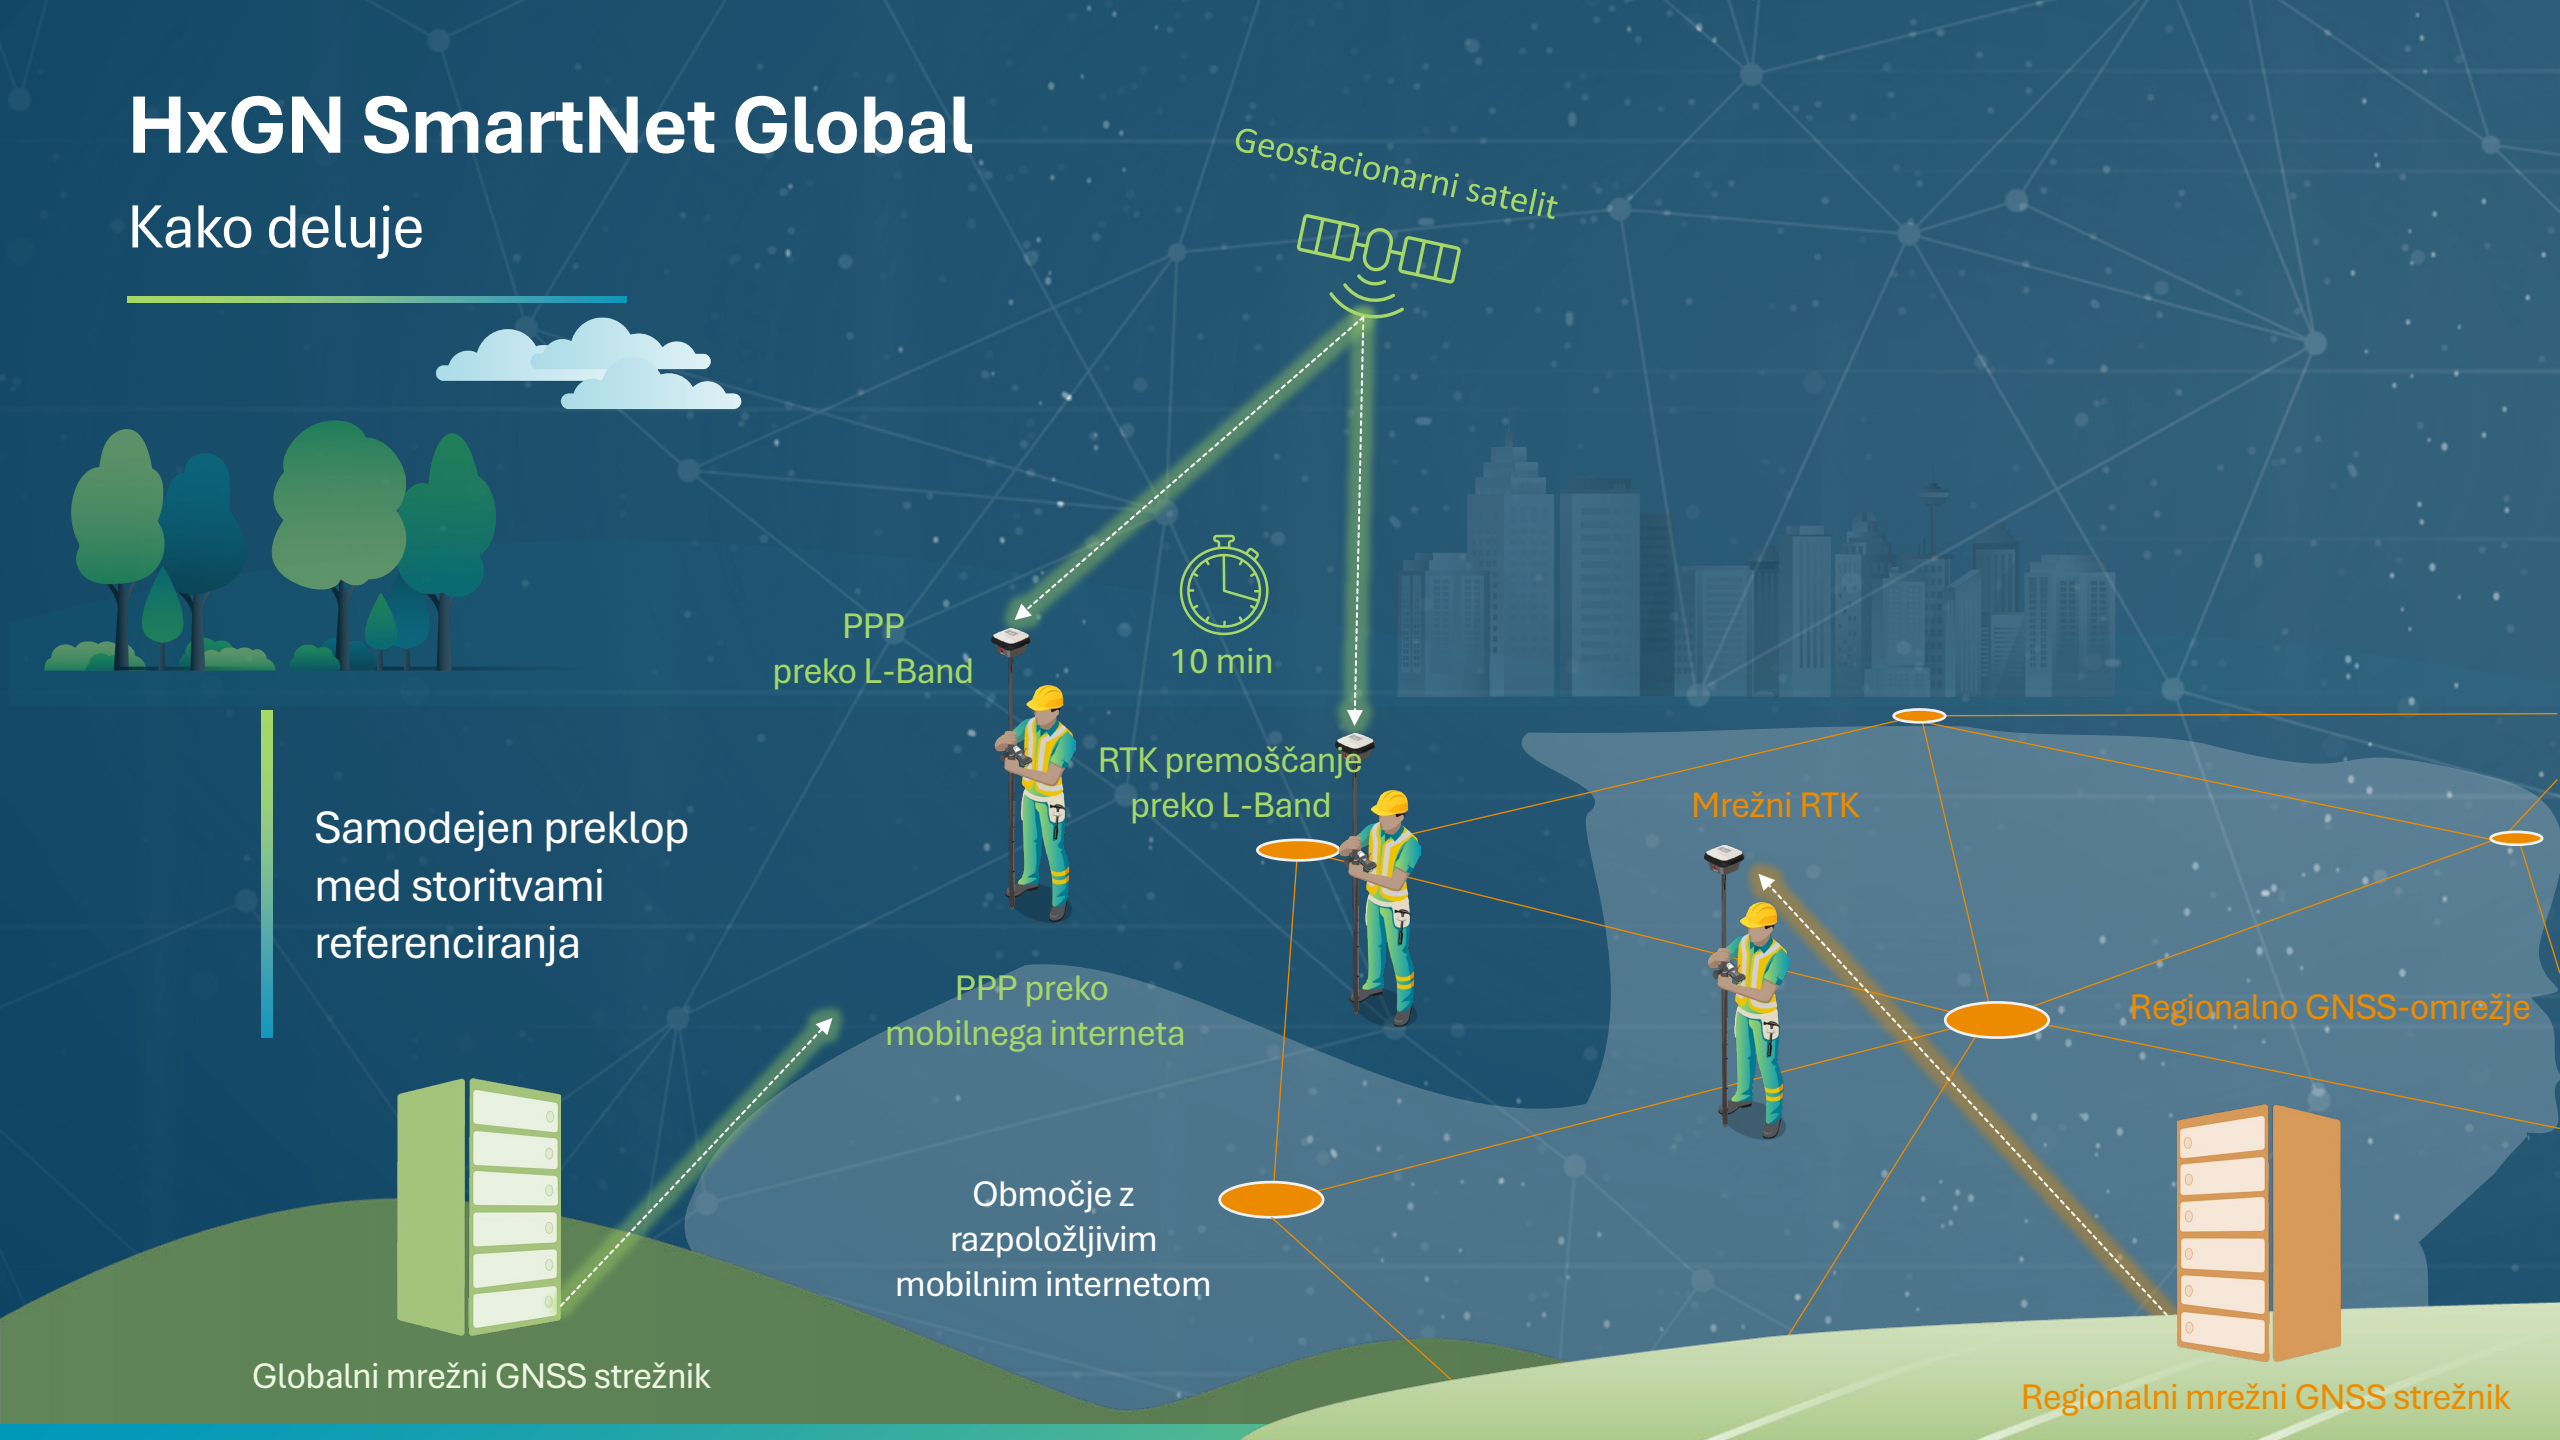 HxGN SmartNet Global
Kako deluje
Geostacionarni satelit
PPP
preko L-Band
10 min
RTK premoščanje
preko L-Band
Mrežni RTK
Samodejen preklop
med storitvami
referenciranja
PPP preko
mobilnega interneta
Regionalno GNSS-omrežje
Območje z
razpoložljivim
mobilnim internetom
Globalni mrežni GNSS strežnik
Regionalni mrežni GNSS strežnik